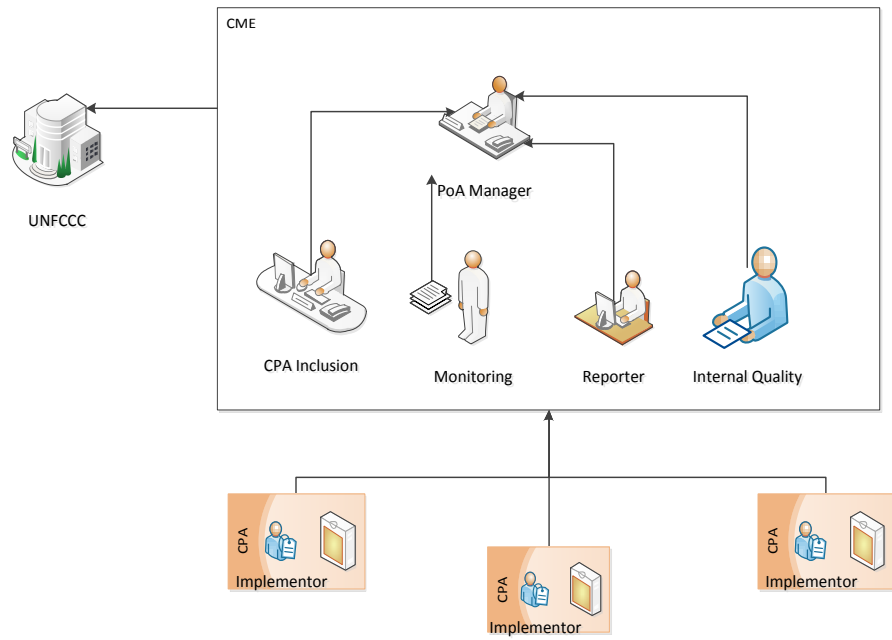 CME
UNFCCC
PoA Manager
CPA Inclusion
Monitoring
Reporter
Internal Quality
CPA
Implementor
CPA
Implementor
CPA
Implementor